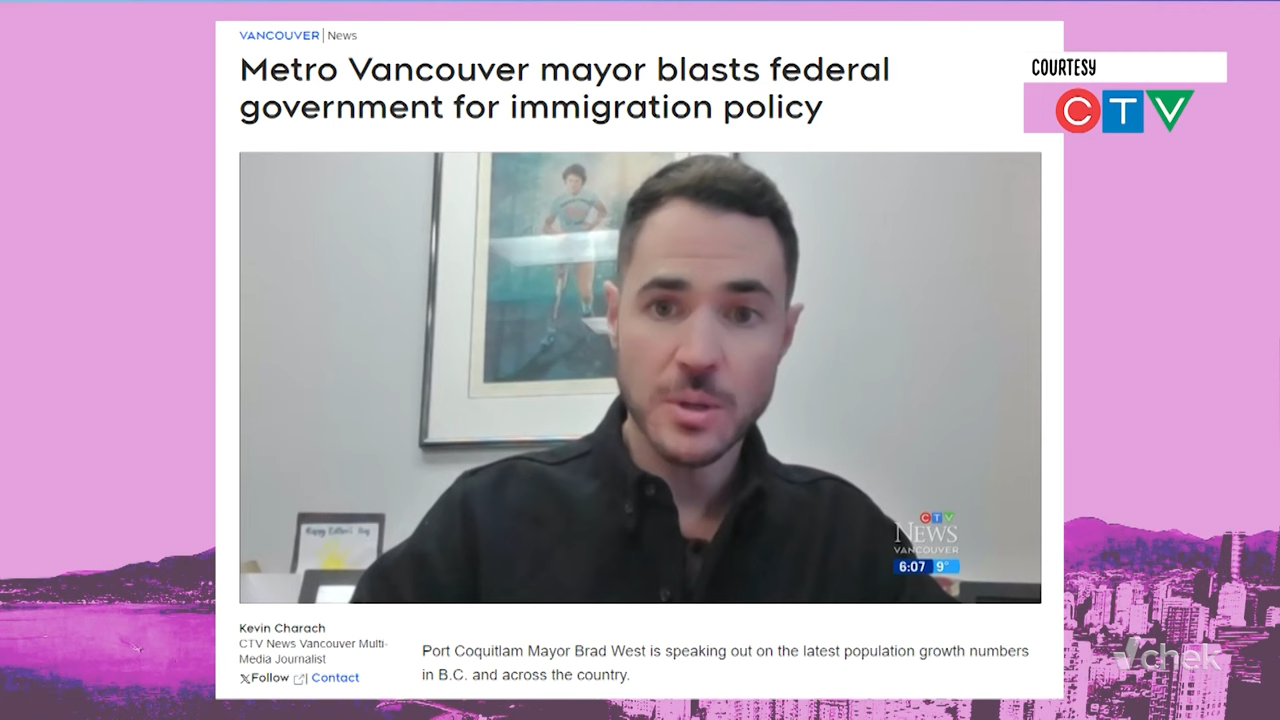 VANCOUVER | News
Metro Vancouver mayor blasts federal
government for immigration policy
COURTESY
CTV
Happy Father's Day
CTV
NEWS
VANCOUVER
6:07 9°
Kevin Charach
CTV News Vancouver Multi-
Media Journalist
X Follow | Contact
Port Coquitlam Mayor Brad West is speaking out on the latest population growth numbers
in B.C. and across the country.
chek